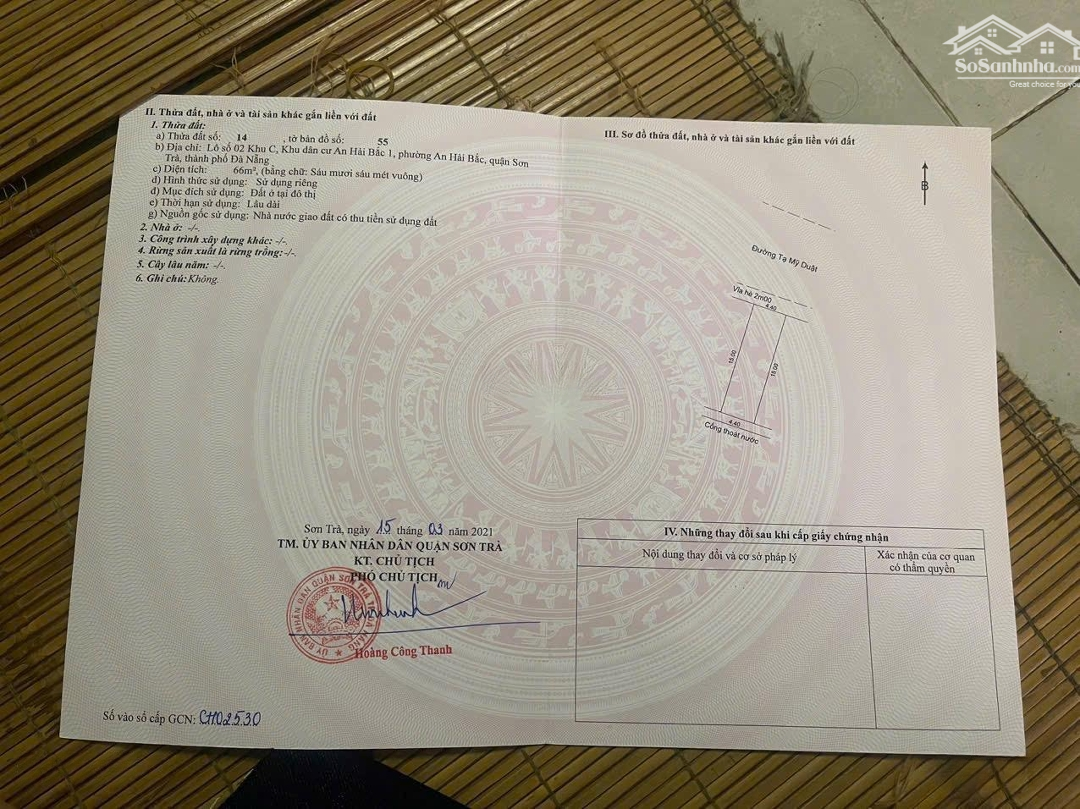 SoSanhnha.com
Great choice for you
II. Thửa đất, nhà ở và tài sản khác gắn liền với đất
1. Thửa đất:
a) Thửa đất số: 14 , tờ bản đồ số: 55
b) Địa chỉ: Lô số 02 Khu C, Khu dân cư An Hải Bắc 1, phường An Hải Bắc, quận Sơn
Trà, thành phố Đà Nẵng
c) Diện tích: 66m², (bằng chữ: Sáu mươi sáu mét vuông)
d) Hình thức sử dụng: Sử dụng riêng
đ) Mục đích sử dụng: Đất ở tại đô thị
e) Thời hạn sử dụng: Lâu dài
g) Nguồn gốc sử dụng: Nhà nước giao đất có thu tiền sử dụng đất
2. Nhà ở: -/-.
3. Công trình xây dựng khác: -/-.
4. Rừng sản xuất là rừng trồng: -/-.
5. Cây lâu năm: -/-.
6. Ghi chú: Không.
Sơn Trà, ngày 15 tháng 03 năm 2021
TM. ỦY BAN NHÂN DÂN QUẬN SƠN TRÀ
KT. CHỦ TỊCH
PHÓ CHỦ TỊCH
ỦY BAN NHÂN DÂN QUẬN SƠN TRÀ T.P ĐÀ NẴNG
Hoàng Công Thanh
Số vào sổ cấp GCN: CH02530
III. Sơ đồ thửa đất, nhà ở và tài sản khác gắn liền với đất
B
Đường Tạ Mỹ Duật
Vỉa hè 2m00
4.40
15.00
15.00
4.40
Cống thoát nước
IV. Những thay đổi sau khi cấp giấy chứng nhận
Nội dung thay đổi và cơ sở pháp lý
Xác nhận của cơ quan
có thẩm quyền